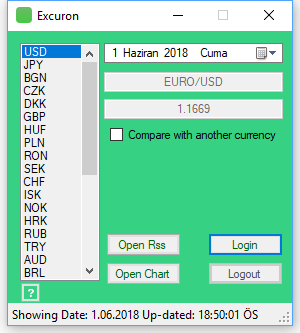 Excuron
USD
JPY
BGN
CZK
DKK
GBP
HUF
PLN
RON
SEK
CHF
ISK
NOK
HRK
RUB
TRY
AUD
BRL
1 Haziran 2018 Cuma
EURO/USD
1.1669
Compare with another currency
Open Rss
Login
Open Chart
Logout
?
Showing Date: 1.06.2018 Up-dated: 18:50:01 ÖS